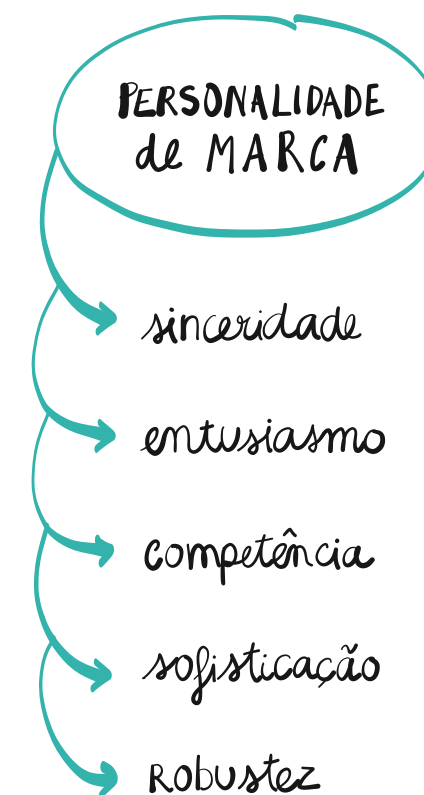 PERSONALIDADE
de MARCA
sinceridade
entusiasmo
competência
sofisticação
ROBUStez